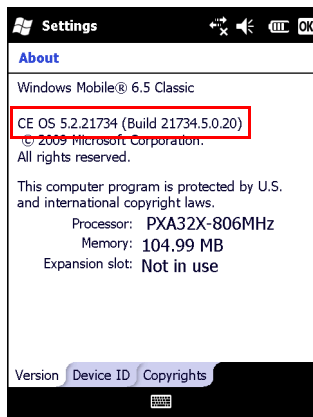 Settings
OK
About
Windows Mobile® 6.5 Classic
CE OS 5.2.21734 (Build 21734.5.0.20)
© 2009 Microsoft Corporation.
All rights reserved.
This computer program is protected by U.S.
and international copyright laws.
Processor: PXA32X-806MHz
Memory: 104.99 MB
Expansion slot: Not in use
Version Device ID Copyrights